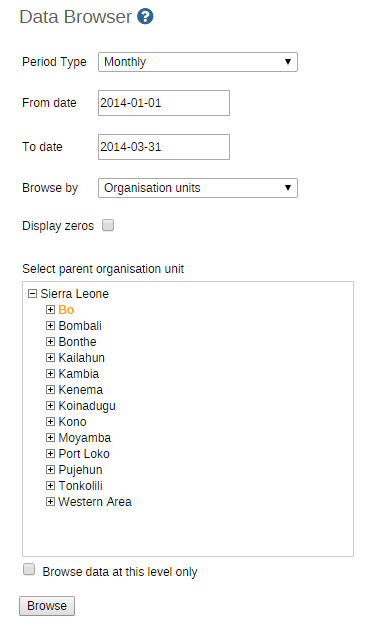 Data Browser ?
Period Type Monthly
From date 2014-01-01
To date 2014-03-31
Browse by Organisation units
Display zeros
Select parent organisation unit
Sierra Leone
Bo
Bombali
Bonthe
Kailahun
Kambia
Kenema
Koinadugu
Kono
Moyamba
Port Loko
Pujehun
Tonkolili
Western Area
Browse data at this level only
Browse